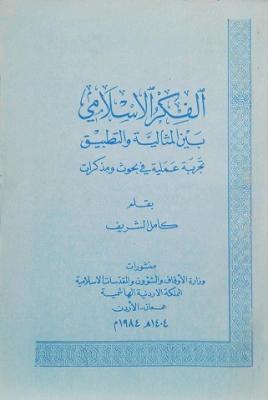 الفكر الإسلامي
بين المثالية والتطبيق
تجربة عملية في بحوث ومذكرات
بقلم
كامل الشريف
منشورات
وزارة الأوقاف والشؤون والمقدسات الإسلامية
المملكة الاردنية الهاشمية
عمان - الأردن
١٤٠٤هـ ١٩٨٤م